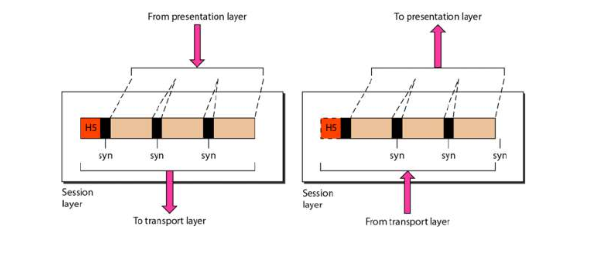 From presentation layer
To presentation layer
H5
H5
syn
syn
syn
syn
syn
syn
Session
layer
Session
layer
To transport layer
From transport layer